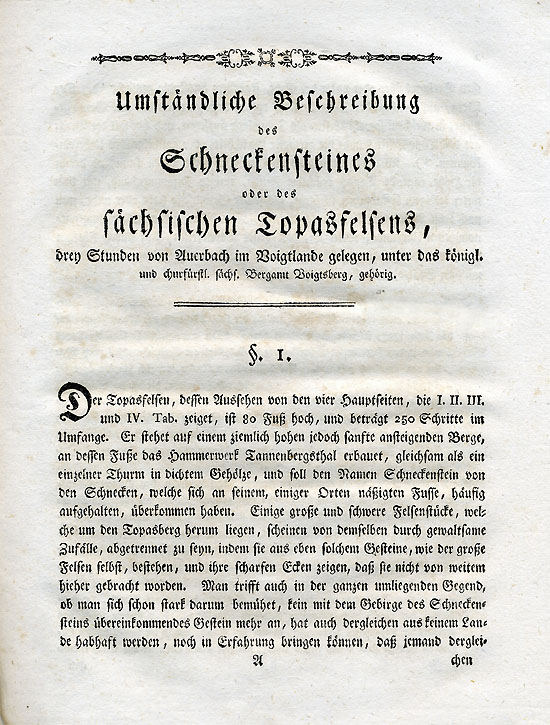 Umständliche Beschreibung
des
Schneckensteines
oder des
sächsischen Topasfelsens,
drey Stunden von Auerbach im Voigtlande gelegen, unter das königl.
und churfürstl. sächs. Bergamt Voigtsberg, gehörig.
§. 1.
Der Topasfelsen, dessen Aussehen von den vier Hauptseiten, die I. II. III.
und IV. Tab. zeiget, ist 80 Fuß hoch, und beträgt 250 Schritte im
Umfange. Er stehet auf einem ziemlich hohen jedoch sanfte ansteigenden Berge,
an dessen Fuße das Hammerwerk Tannenbergsthal erbauet, gleichsam als ein
einzelner Thurm in dichtem Gehölze, und soll den Namen Schneckenstein von
den Schnecken, welche sich an seinem, einiger Orten näßigten Fusse, häufig
aufgehalten, überkommen haben. Einige große und schwere Felsenstücke, wel-
che um den Topasberg herum liegen, scheinen von demselben durch gewaltsame
Zufälle, abgetrennet zu seyn, indem sie aus eben solchem Gesteine, wie der große
Felsen selbst, bestehen, und ihre scharfen Ecken zeigen, daß sie nicht von weitem
hieher gebracht worden. Man trifft auch in der ganzen umliegenden Gegend,
ob man sich schon stark darum bemühet, kein mit dem Gebirge des Schnecken-
steins übereinkommendes Gestein mehr an, hat auch dergleichen aus keinem Lan-
de habhaft werden, noch in Erfahrung bringen können, daß jemand derglei-
A chen